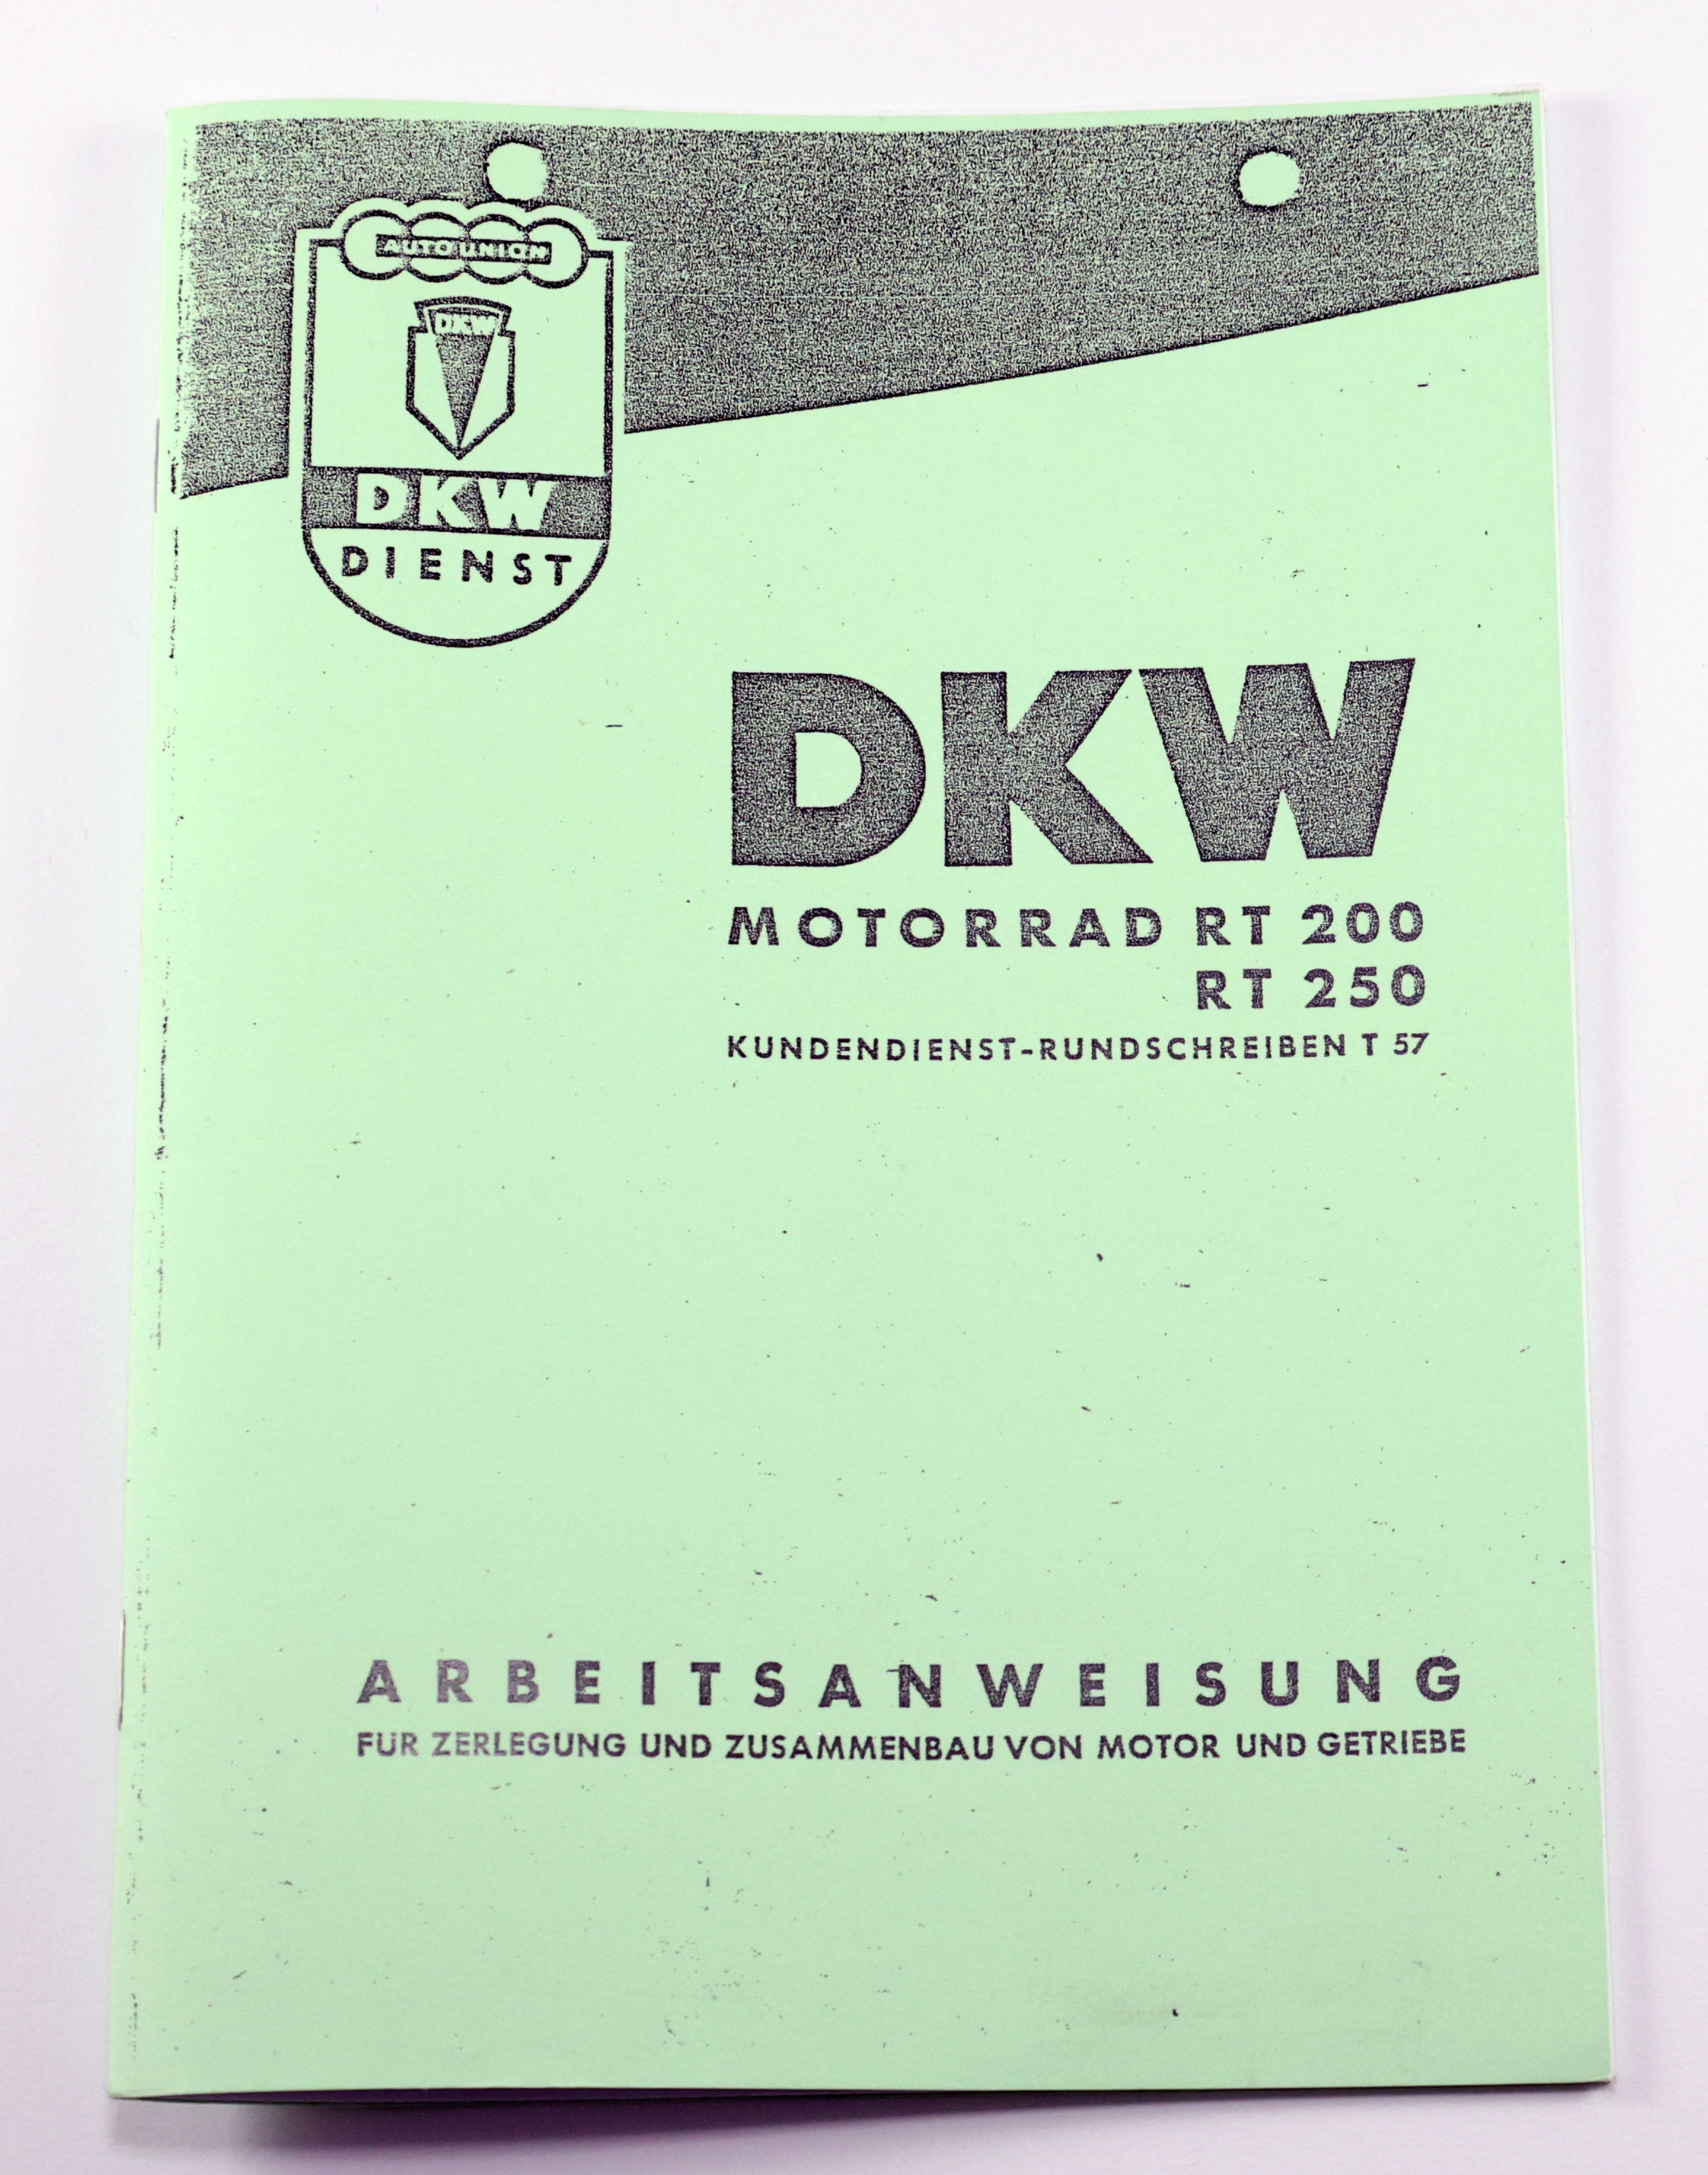 AUTO UNION
DKW
DKW
DIENST
DKW
MOTORRAD RT 200
RT 250
KUNDENDIENST-RUNDSCHREIBEN T 57
ARBEITSANWEISUNG
FÜR ZERLEGUNG UND ZUSAMMENBAU VON MOTOR UND GETRIEBE